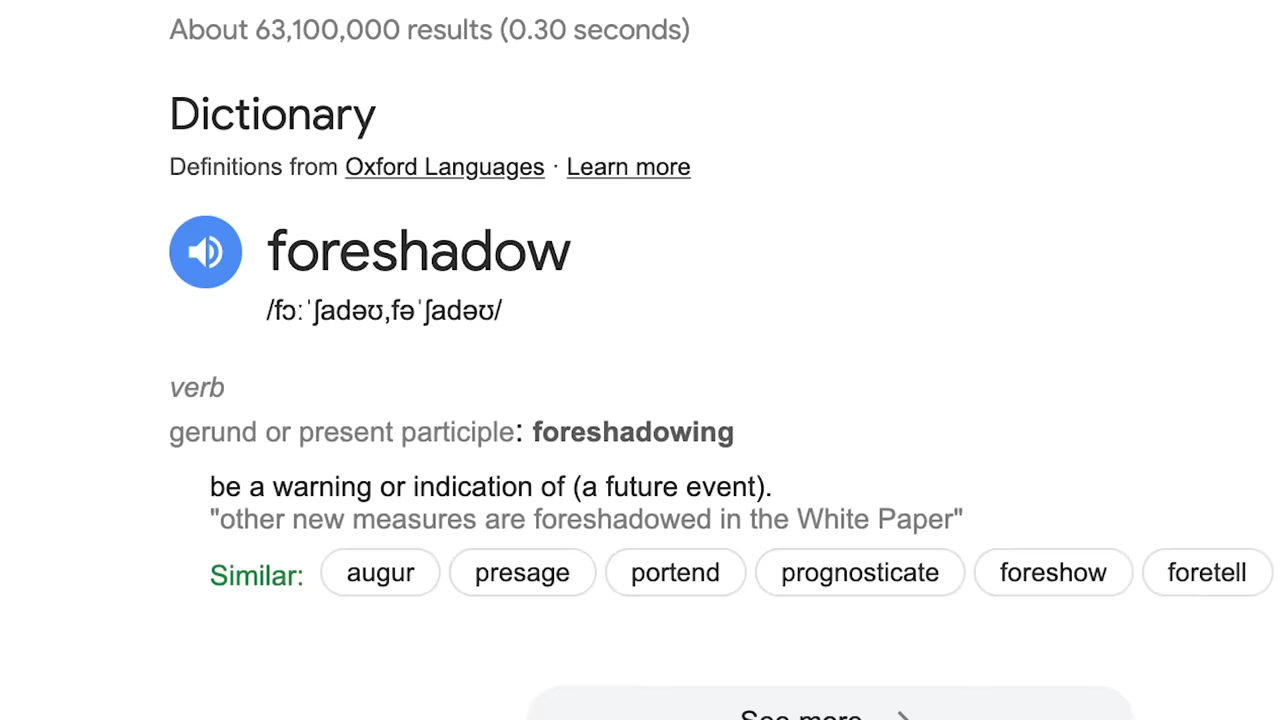 About 63,100,000 results (0.30 seconds)
Dictionary
Definitions from Oxford Languages · Learn more
foreshadow
/fɔːˈʃadəʊ,fəˈʃadəʊ/
verb
gerund or present participle: foreshadowing
be a warning or indication of (a future event).
"other new measures are foreshadowed in the White Paper"
Similar: augur presage portend prognosticate foreshow foretell
See more